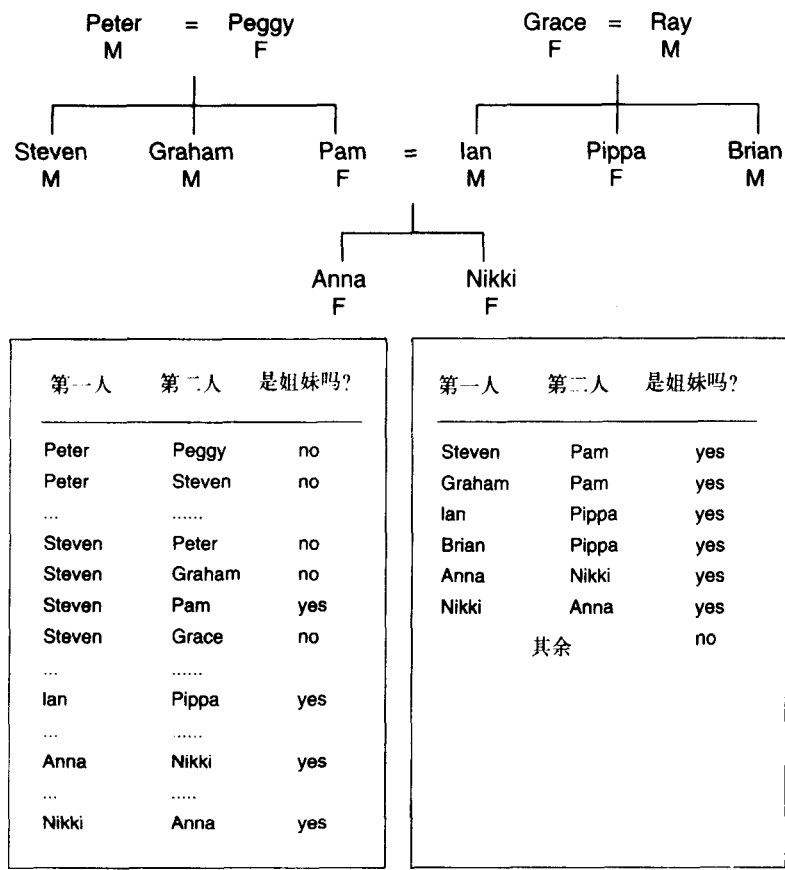 Peter = Peggy Grace = Ray
M F F M
Steven Graham Pam = Ian Pippa Brian
M M F M F M
Anna Nikki
F F
第一人 第二人 是姐妹吗?
Peter Peggy no
Peter Steven no
... ......
Steven Peter no
Steven Graham no
Steven Pam yes
Steven Grace no
... ......
Ian Pippa yes
... ......
Anna Nikki yes
... .....
Nikki Anna yes
第一人 第二人 是姐妹吗?
Steven Pam yes
Graham Pam yes
Ian Pippa yes
Brian Pippa yes
Anna Nikki yes
Nikki Anna yes
其余 no